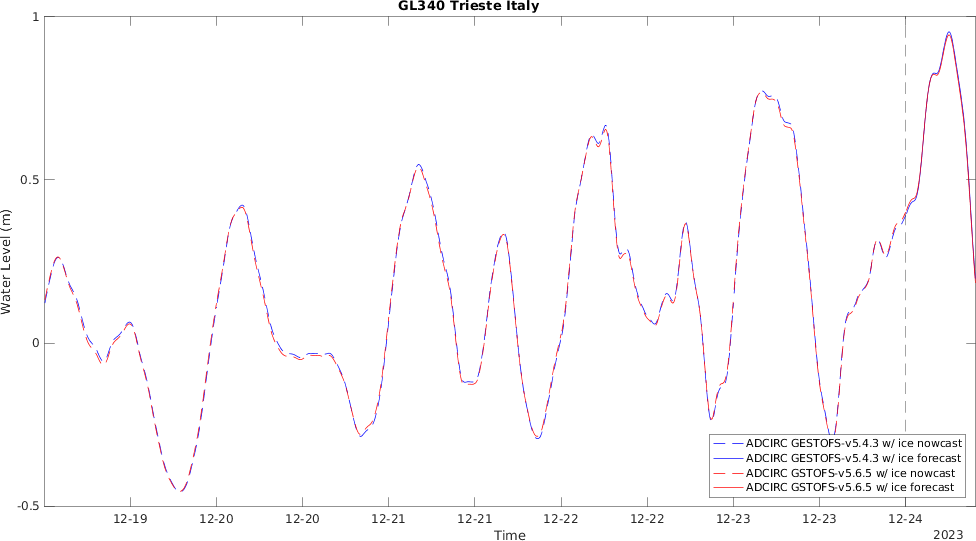 GL340 Trieste Italy
1
0.5
0
-0.5
Water Level (m)
12-19
12-20
12-20
12-21
12-21
12-22
12-22
12-23
12-23
12-24
Time
2023
ADCIRC GESTOFS-v5.4.3 w/ ice nowcast
ADCIRC GESTOFS-v5.4.3 w/ ice forecast
ADCIRC GSTOFS-v5.6.5 w/ ice nowcast
ADCIRC GSTOFS-v5.6.5 w/ ice forecast